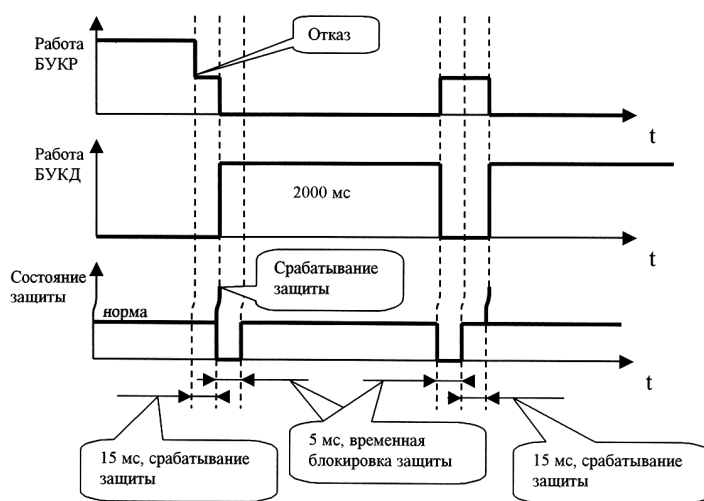 Работа
БУКР
Отказ
t
Работа
БУКД
2000 мс
t
Состояние
защиты
норма
Срабатывание
защиты
t
15 мс, срабатывание
защиты
5 мс, временная
блокировка защиты
15 мс, срабатывание
защиты